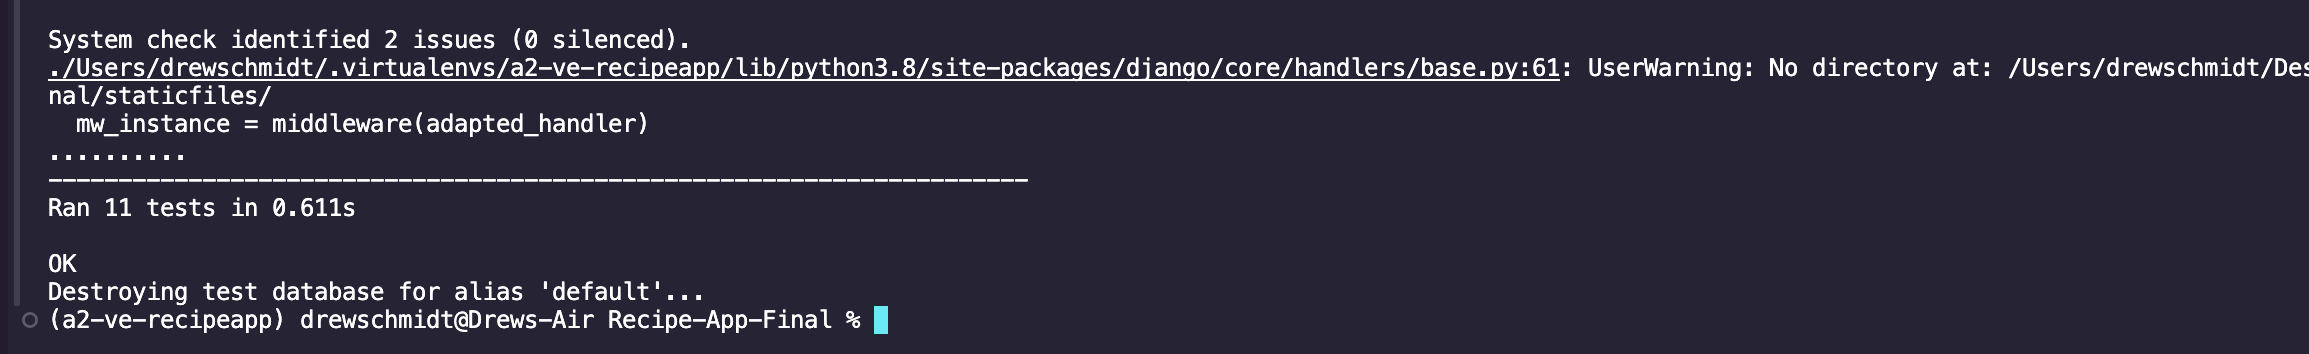 System check identified 2 issues (0 silenced).
./Users/drewschmidt/.virtualenvs/a2-ve-recipeapp/lib/python3.8/site-packages/django/core/handlers/base.py:61: UserWarning: No directory at: /Users/drewschmidt/Des
nal/staticfiles/
  mw_instance = middleware(adapted_handler)
..........
----------------------------------------------------------------------
Ran 11 tests in 0.611s

OK
Destroying test database for alias 'default'...
(a2-ve-recipeapp) drewschmidt@Drews-Air Recipe-App-Final %